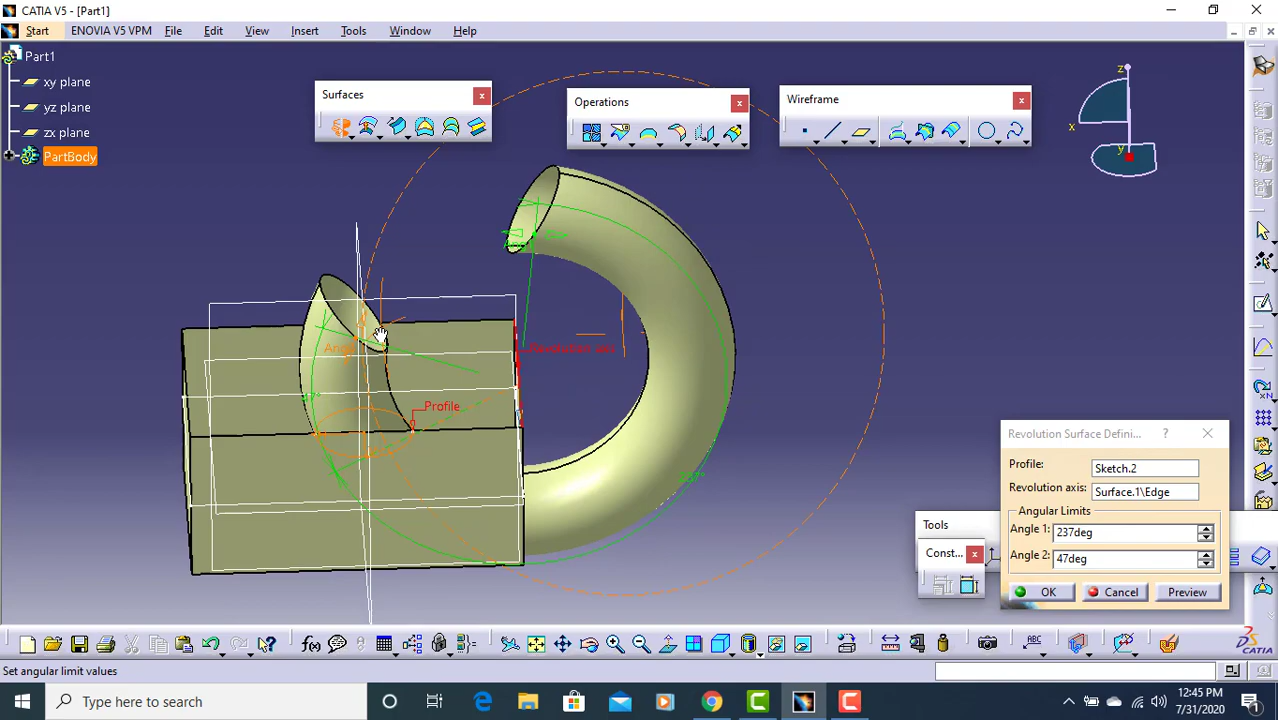 CATIA V5 - [Part1]
Start ENOVIA V5 VPM File Edit View Insert Tools Window Help
Part1
xy plane
yz plane
zx plane
PartBody
Surfaces
Operations
Wireframe
z
x
y
Revolution axis
Profile
237°
Revolution Surface Defini...
Profile: Sketch.2
Revolution axis: Surface.1\Edge
Angular Limits
Angle 1: 237deg
Angle 2: 47deg
OK Cancel Preview
Tools
Const...
CATIA
Set angular limit values
Type here to search
12:45 PM
7/31/2020